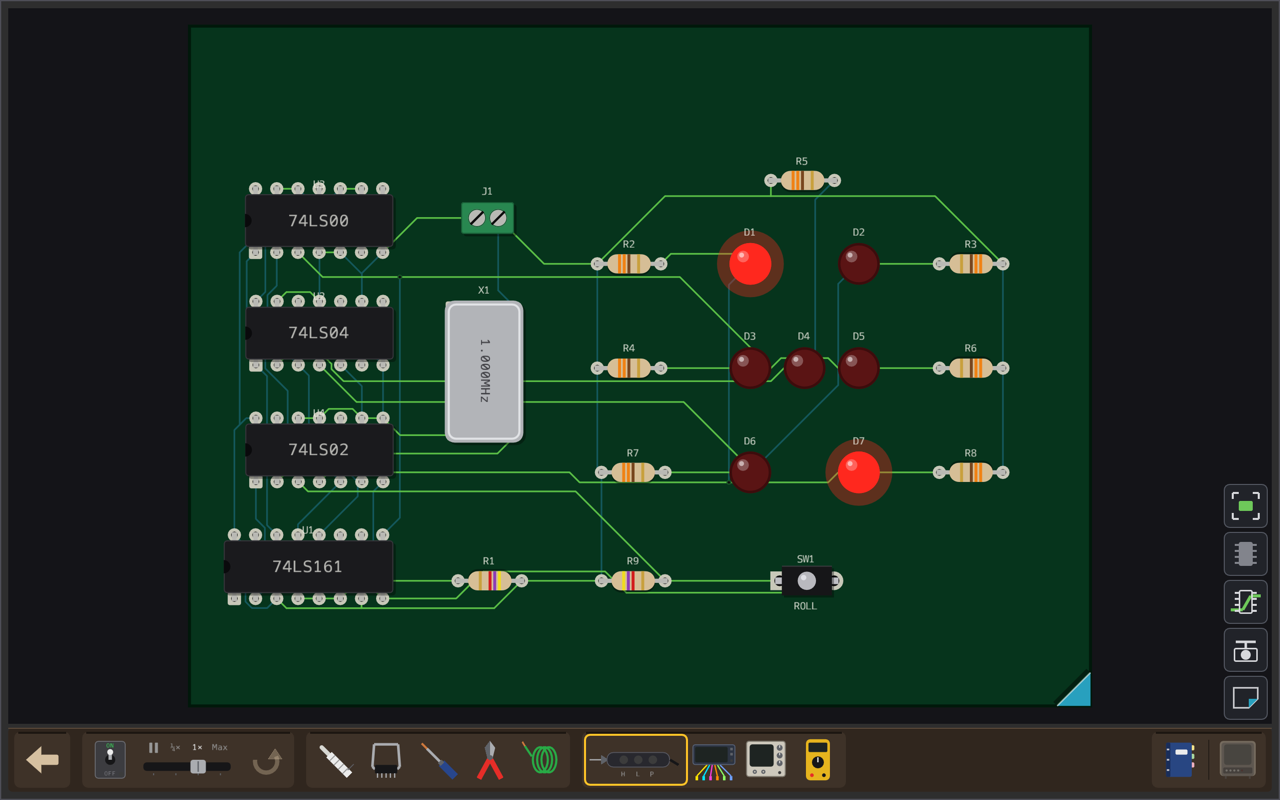 R5
74LS00
J1
R2
D1
D2
R3
74LS04
X1
1.000MHz
R4
D3
D4
D5
R6
74LS02
R7
D6
D7
R8
U1
74LS161
R1
R9
SW1
ROLL
ON
OFF
½× 1× Max
H L P